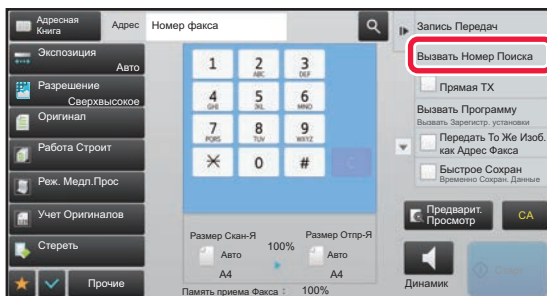 Адресная
Книга
Адрес
Номер факса
Запись Передач
Экспозиция
Авто
Вызвать Номер Поиска
Разрешение
Сверхвысокое
Прямая TX
Оригинал
Вызвать Программу
Вызвать Зарегистр. установки
Работа Строит
Передать То Же Изоб.
как Адрес Факса
Реж. Медл.Прос
Быстрое Сохран
Временно Сохран. Данные
Учет Оригиналов
Предварит.
Просмотр
CA
Стереть
Прочие
1
2
ABC
3
DEF
4
GHI
5
JKL
6
MNO
7
PQRS
8
TUV
9
WXYZ
0
#
C
Размер Скан-Я
Размер Отпр-Я
100%
Авто
Авто
A4
A4
Память приема Факса : 100%
Динамик
Старт